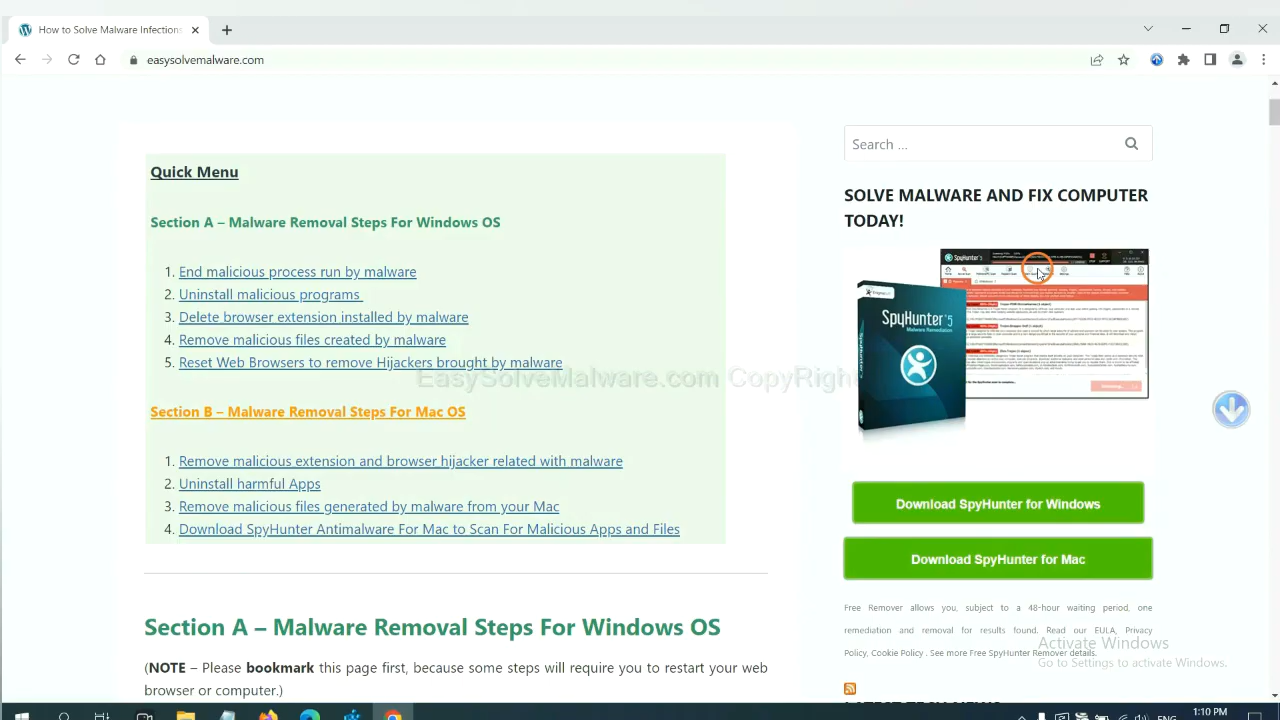 How to Solve Malware Infections
easysolvemalware.com
Quick Menu
Section A – Malware Removal Steps For Windows OS
1. End malicious process run by malware
2. Uninstall malicious programs
3. Delete browser extension installed by malware
4. Remove malicious files created by malware
5. Reset Web Browser to remove Hijackers brought by malware
Section B – Malware Removal Steps For Mac OS
1. Remove malicious extension and browser hijacker related with malware
2. Uninstall harmful Apps
3. Remove malicious files generated by malware from your Mac
4. Download SpyHunter Antimalware For Mac to Scan For Malicious Apps and Files
Section A – Malware Removal Steps For Windows OS
(NOTE – Please bookmark this page first, because some steps will require you to restart your web
browser or computer.)
Search ...
SOLVE MALWARE AND FIX COMPUTER
TODAY!
SpyHunter 5
SpyHunter 5
Malware Remediation
Download SpyHunter for Windows
Download SpyHunter for Mac
Free Remover allows you, subject to a 48-hour waiting period, one
remediation and removal for results found. Read our EULA, Privacy
Policy, Cookie Policy . See more Free SpyHunter Remover details.
Activate Windows
Go to Settings to activate Windows.
ENG
1:10 PM